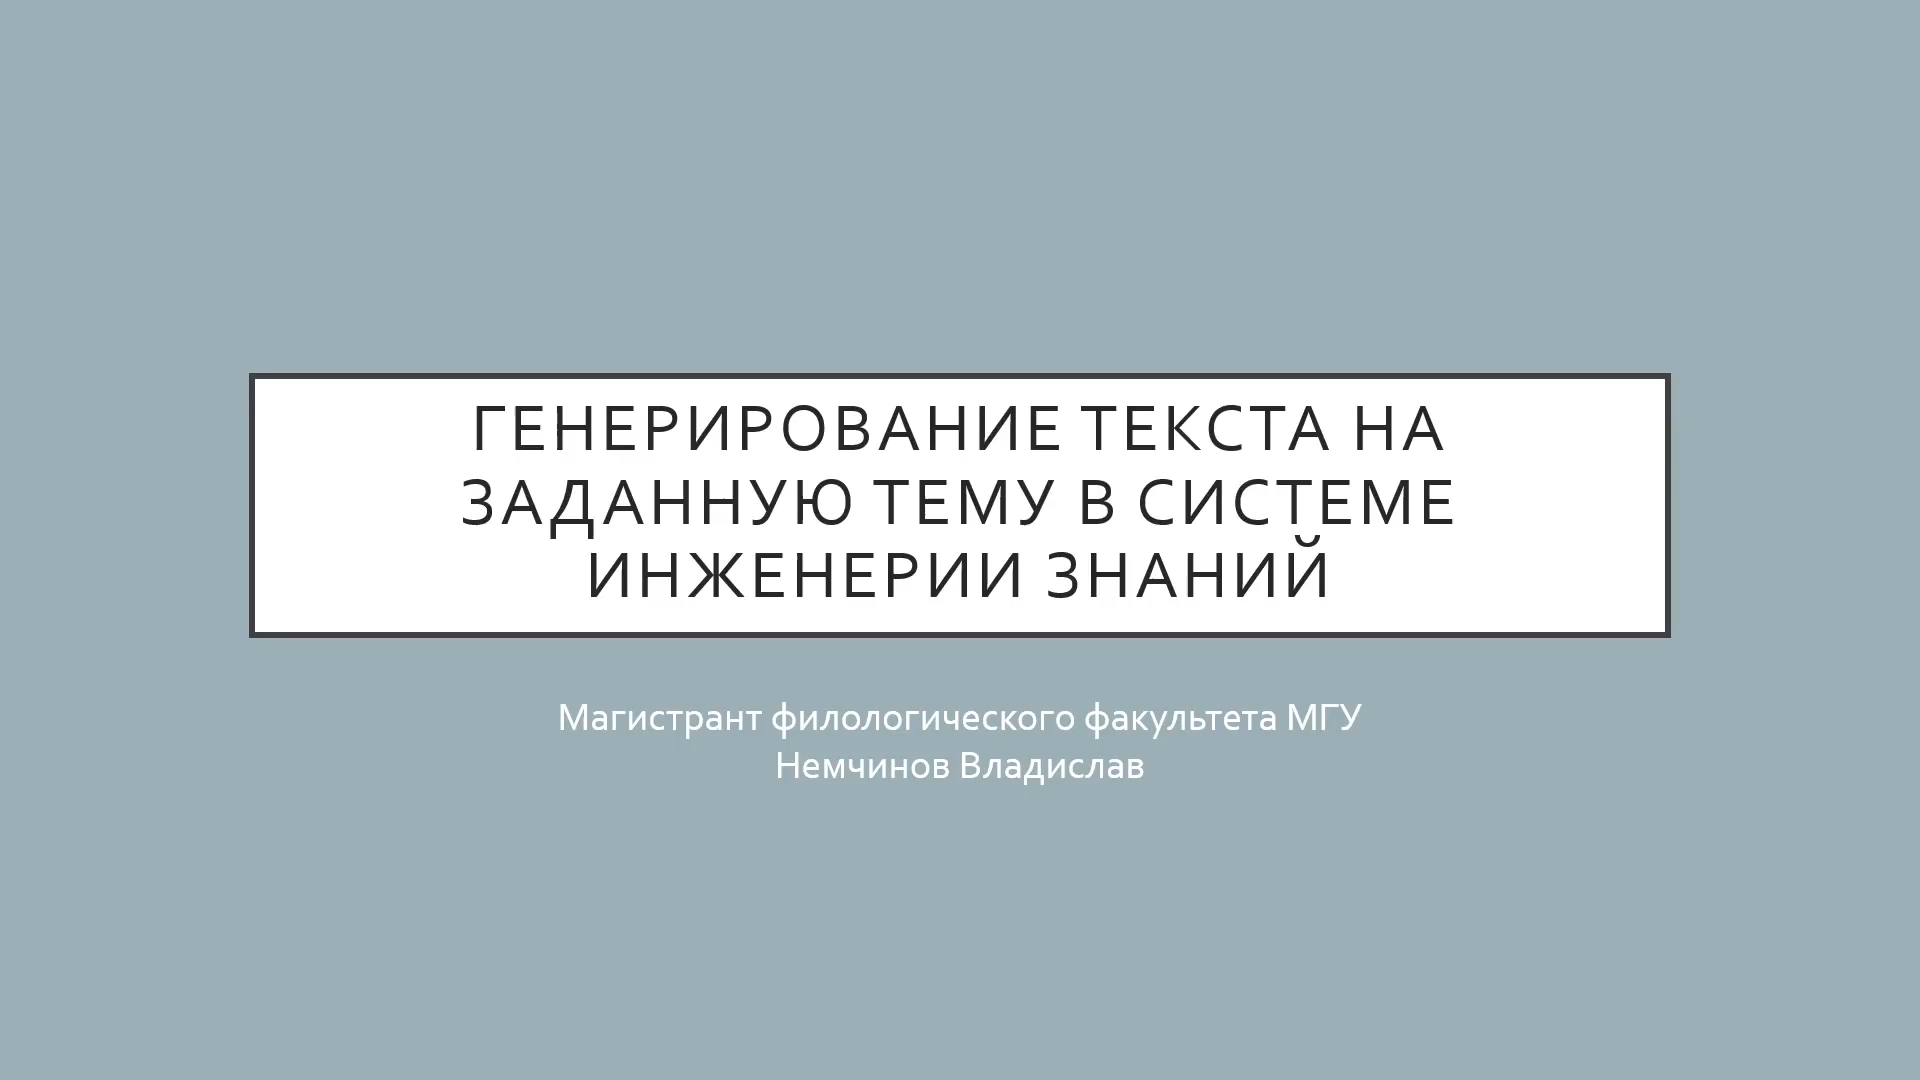 ГЕНЕРИРОВАНИЕ ТЕКСТА НА
ЗАДАННУЮ ТЕМУ В СИСТЕМЕ
ИНЖЕНЕРИИ ЗНАНИЙ
Магистрант филологического факультета МГУ
Немчинов Владислав